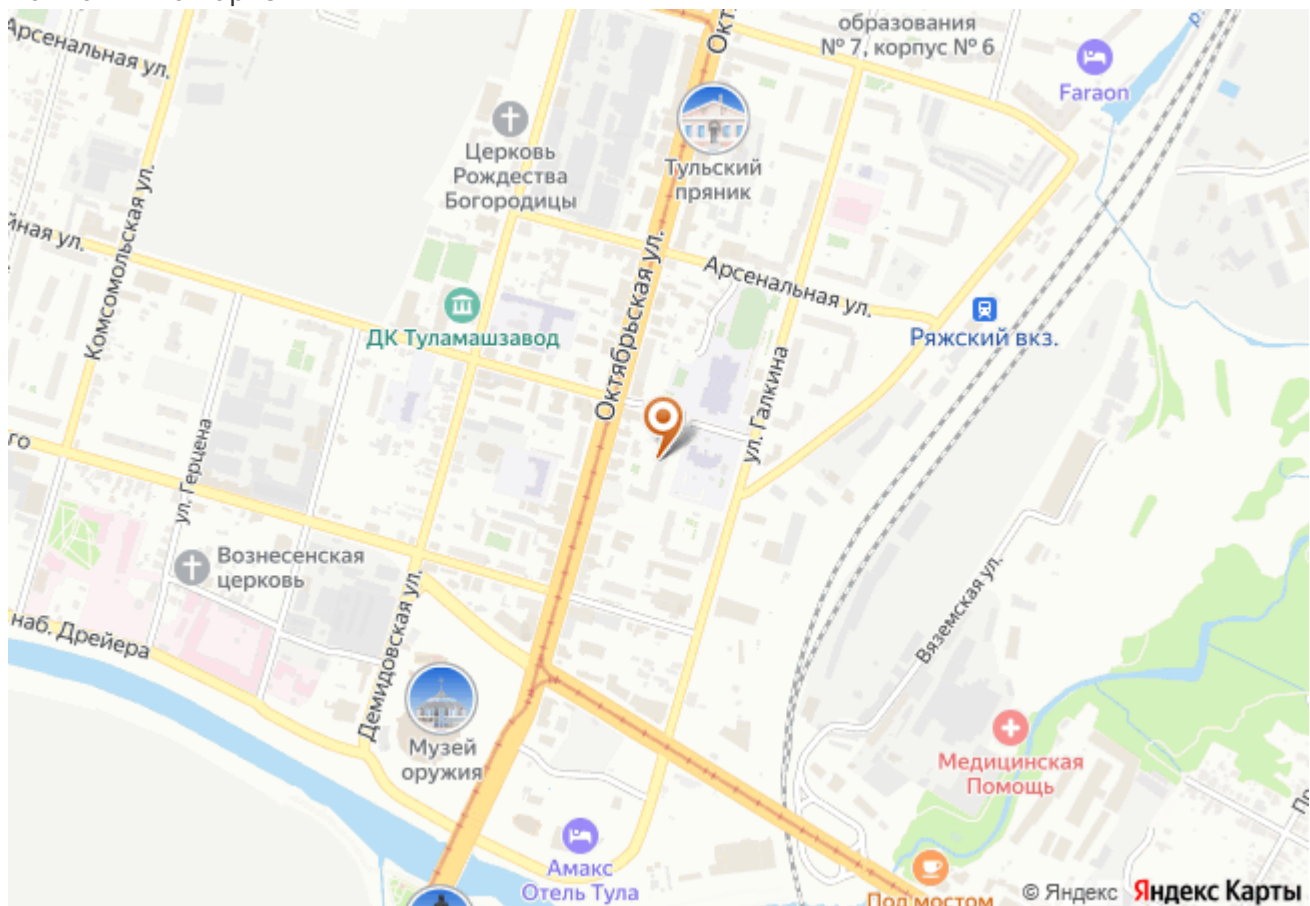 Арсенальная ул.
Окт
образования
№ 7, корпус № 6
р.
Faraon
Церковь
Рождества
Богородицы
Тульский
пряник
Комсомольская ул.
йная ул.
Октябрьская ул.
Арсенальная ул.
ДК Туламашзавод
Ряжский вкз.
ул. Галкина
го
ул. Герцена
Вознесенская
церковь
Демидовская ул.
наб. Дрейера
Вяземская ул.
Музей
оружия
Медицинская
Помощь
Пр
Амакс
Отель Тула
Под мостом
© Яндекс Яндекс Карты